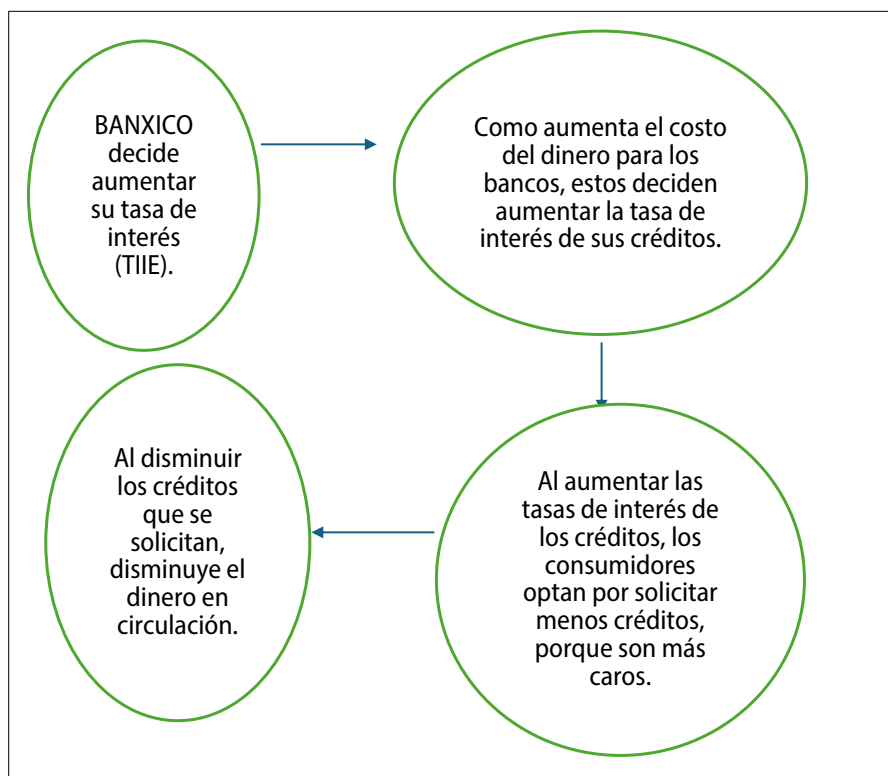 BANXICO
decide
aumentar
su tasa de
interés
(TIIE).
Como aumenta el costo
del dinero para los
bancos, estos deciden
aumentar la tasa de
interés de sus créditos.
Al aumentar las
tasas de interés de
los créditos, los
consumidores
optan por solicitar
menos créditos,
porque son más
caros.
Al disminuir
los créditos
que se
solicitan,
disminuye el
dinero en
circulación.